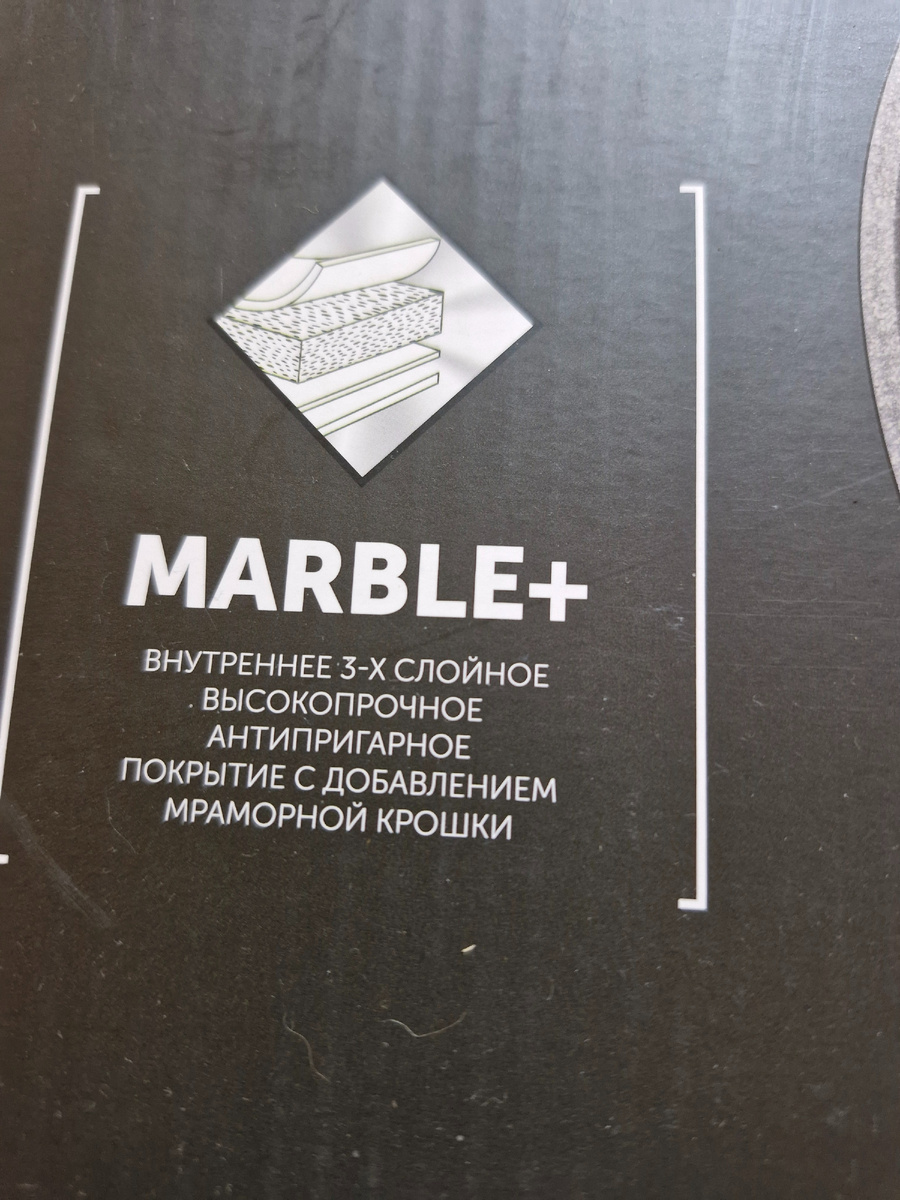 MARBLE+
ВНУТРЕННЕЕ 3-Х СЛОЙНОЕ
ВЫСОКОПРОЧНОЕ
АНТИПРИГАРНОЕ
ПОКРЫТИЕ С ДОБАВЛЕНИЕМ
МРАМОРНОЙ КРОШКИ